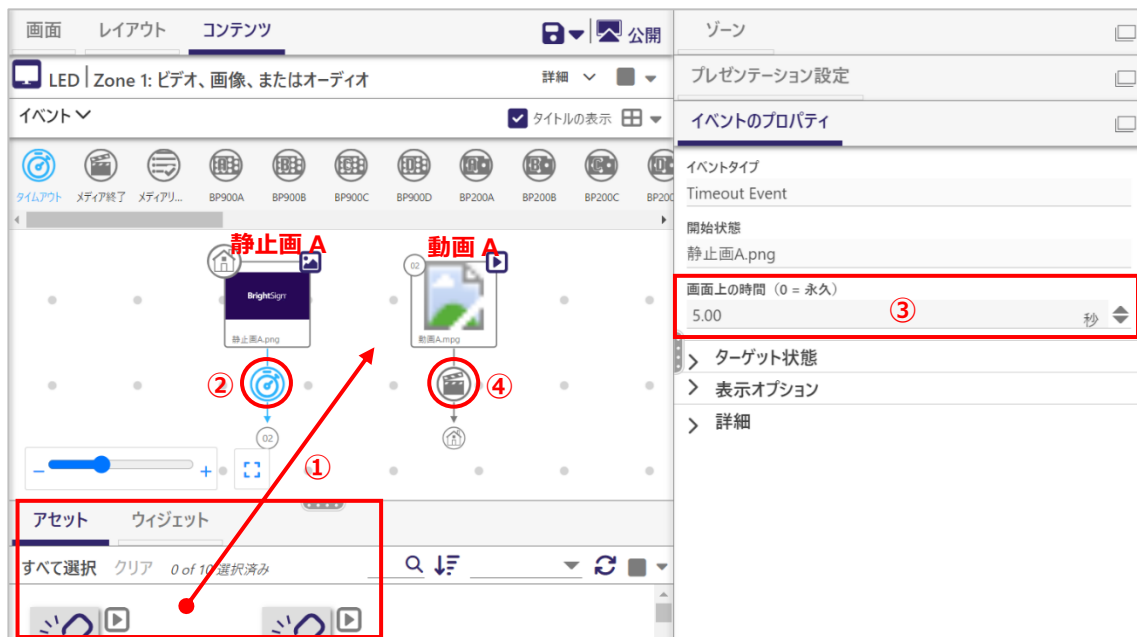 画面 レイアウト コンテンツ 公開
LED Zone 1: ビデオ、画像、またはオーディオ 詳細
イベント タイトルの表示
タイムアウト メディア終了 メディアリ... BP900A BP900B BP900C BP900D BP200A BP200B BP200C BP200
静止画 A 動画 A
02
BrightSign
静止画A.png 動画A.mpg
② ④
02
①
アセット ウィジェット
すべて選択 クリア 0 of 10 選択済み
ゾーン
プレゼンテーション設定
イベントのプロパティ
イベントタイプ
Timeout Event
開始状態
静止画A.png
画面上の時間（0 = 永久）
5.00 ③ 秒
ターゲット状態
表示オプション
詳細